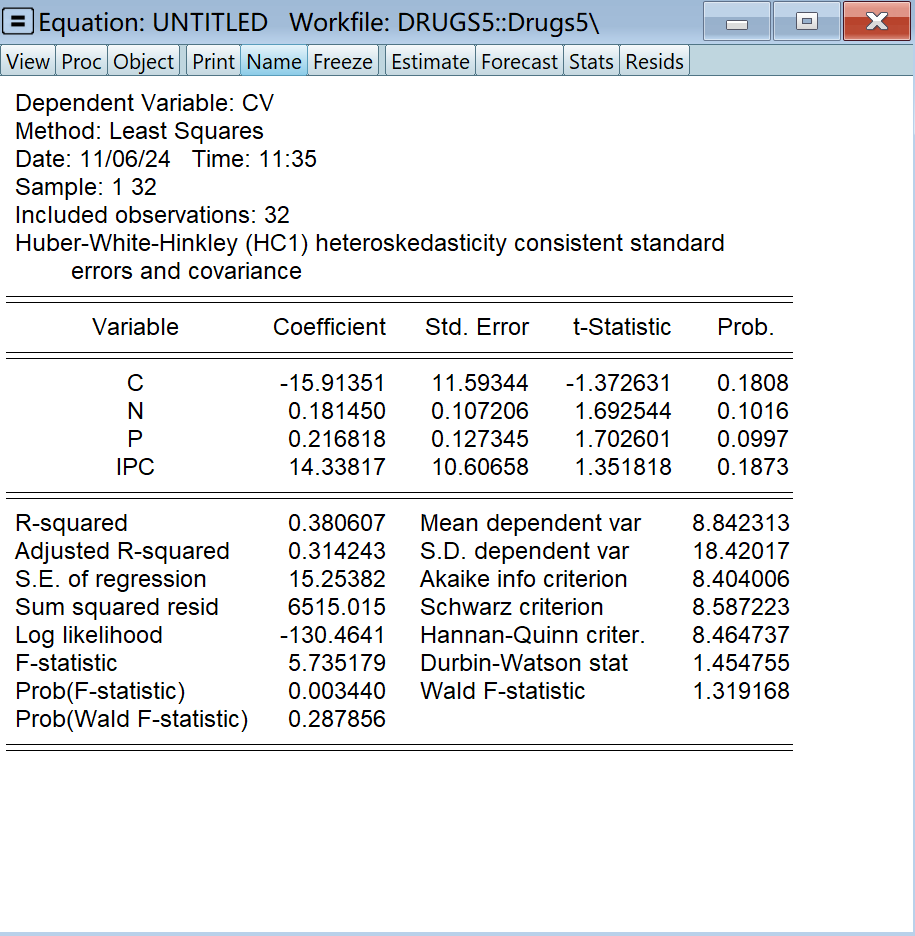 Equation: UNTITLED Workfile: DRUGS5::Drugs5\
View Proc Object Print Name Freeze Estimate Forecast Stats Resids
Dependent Variable: CV
Method: Least Squares
Date: 11/06/24 Time: 11:35
Sample: 1 32
Included observations: 32
Huber-White-Hinkley (HC1) heteroskedasticity consistent standard
errors and covariance
Variable Coefficient Std. Error t-Statistic Prob.
C -15.91351 11.59344 -1.372631 0.1808
N 0.181450 0.107206 1.692544 0.1016
P 0.216818 0.127345 1.702601 0.0997
IPC 14.33817 10.60658 1.351818 0.1873
R-squared 0.380607 Mean dependent var 8.842313
Adjusted R-squared 0.314243 S.D. dependent var 18.42017
S.E. of regression 15.25382 Akaike info criterion 8.404006
Sum squared resid 6515.015 Schwarz criterion 8.587223
Log likelihood -130.4641 Hannan-Quinn criter. 8.464737
F-statistic 5.735179 Durbin-Watson stat 1.454755
Prob(F-statistic) 0.003440 Wald F-statistic 1.319168
Prob(Wald F-statistic) 0.287856